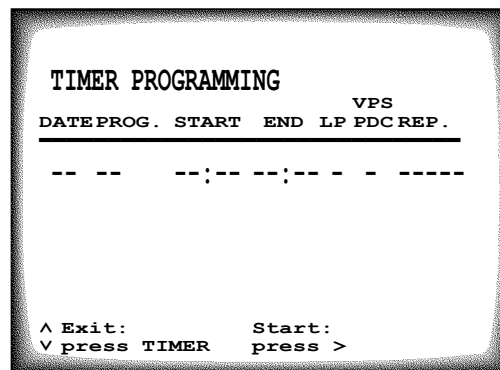 TIMER PROGRAMMING
VPS
DATE PROG. START END LP PDC REP.
-- -- --:-- --:-- - - -----
^ Exit: Start:
v press TIMER press >